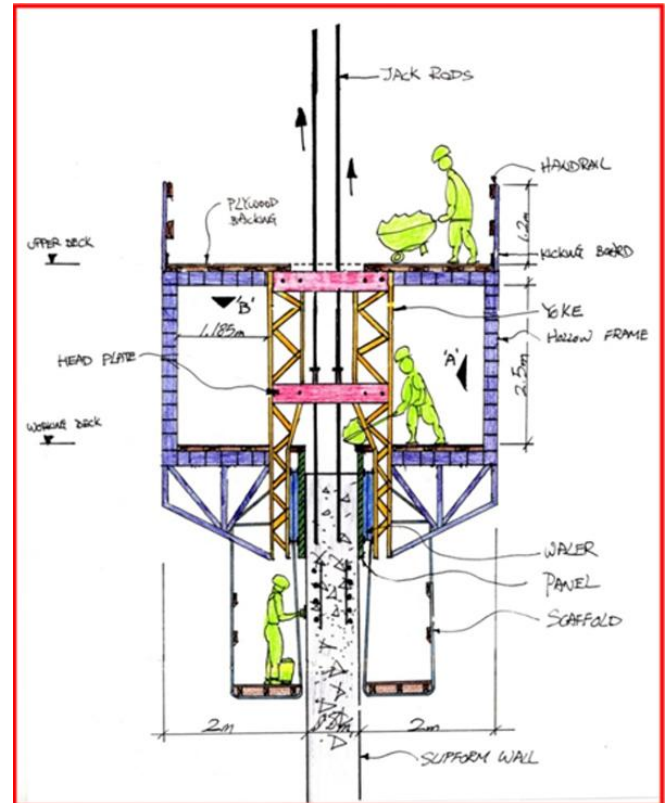 JACK RODS
HANDRAIL
PLYWOOD
BACKING
1.2m
UPPER DECK
KICKING BOARD
'B'
YOKE
1.185m
HOLLOW FRAME
HEAD PLATE
'A'
2.5m
WORKING DECK
WALER
PANEL
SCAFFOLD
2m
2m
SLIPFORM WALL